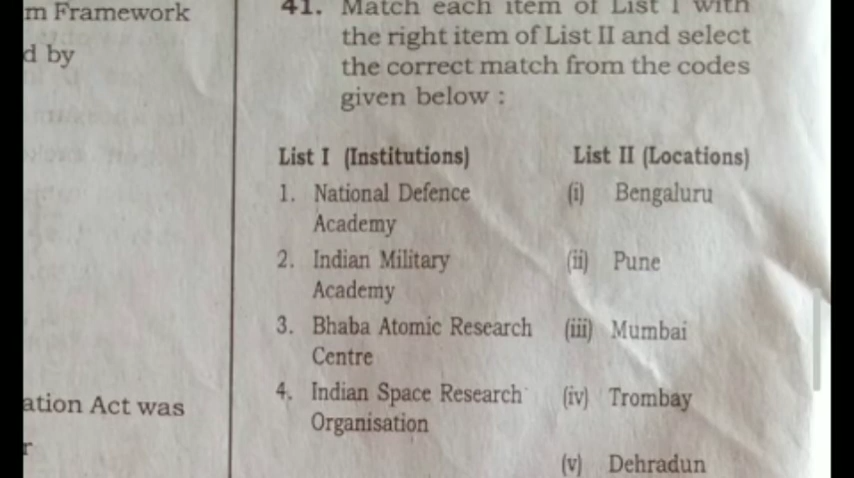 m Framework
d by
ation Act was
r
41. Match each item of List I with
the right item of List II and select
the correct match from the codes
given below :
List I (Institutions) List II (Locations)
1. National Defence (i) Bengaluru
Academy
2. Indian Military (ii) Pune
Academy
3. Bhaba Atomic Research (iii) Mumbai
Centre
4. Indian Space Research (iv) Trombay
Organisation
(v) Dehradun